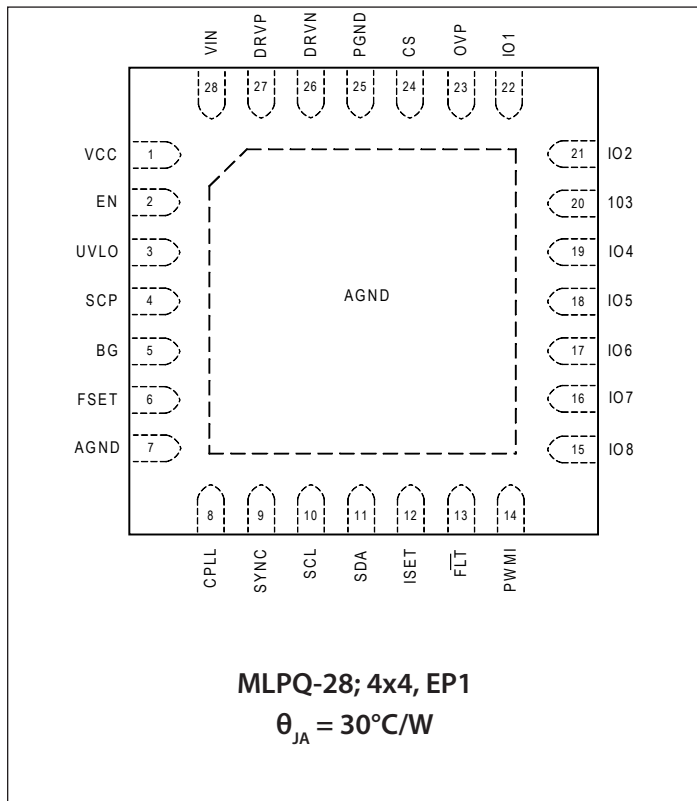 VIN DRVP DRVN PGND CS OVP IO1
28 27 26 25 24 23 22
VCC 1 21 IO2
EN 2 20 103
UVLO 3 19 IO4
SCP 4 18 IO5
AGND
BG 5 17 IO6
FSET 6 16 IO7
AGND 7 15 IO8
8 9 10 11 12 13 14
CPLL SYNC SCL SDA ISET F̅L̅T̅ PWMI
MLPQ-28; 4x4, EP1
θJA = 30°C/W